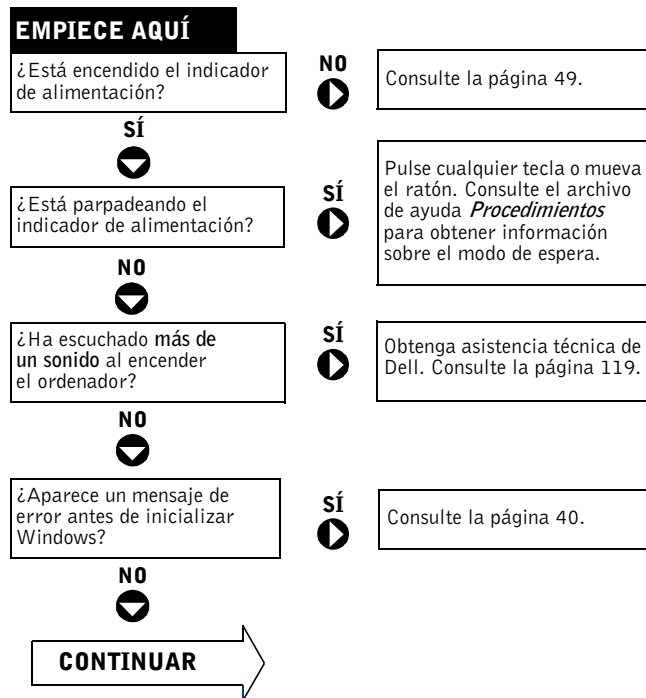 EMPIECE AQUÍ
¿Está encendido el indicador
de alimentación?
NO
Consulte la página 49.
SÍ
¿Está parpadeando el
indicador de alimentación?
SÍ
Pulse cualquier tecla o mueva
el ratón. Consulte el archivo
de ayuda Procedimientos
para obtener información
sobre el modo de espera.
NO
¿Ha escuchado más de
un sonido al encender
el ordenador?
SÍ
Obtenga asistencia técnica de
Dell. Consulte la página 119.
NO
¿Aparece un mensaje de
error antes de inicializar
Windows?
SÍ
Consulte la página 40.
NO
CONTINUAR